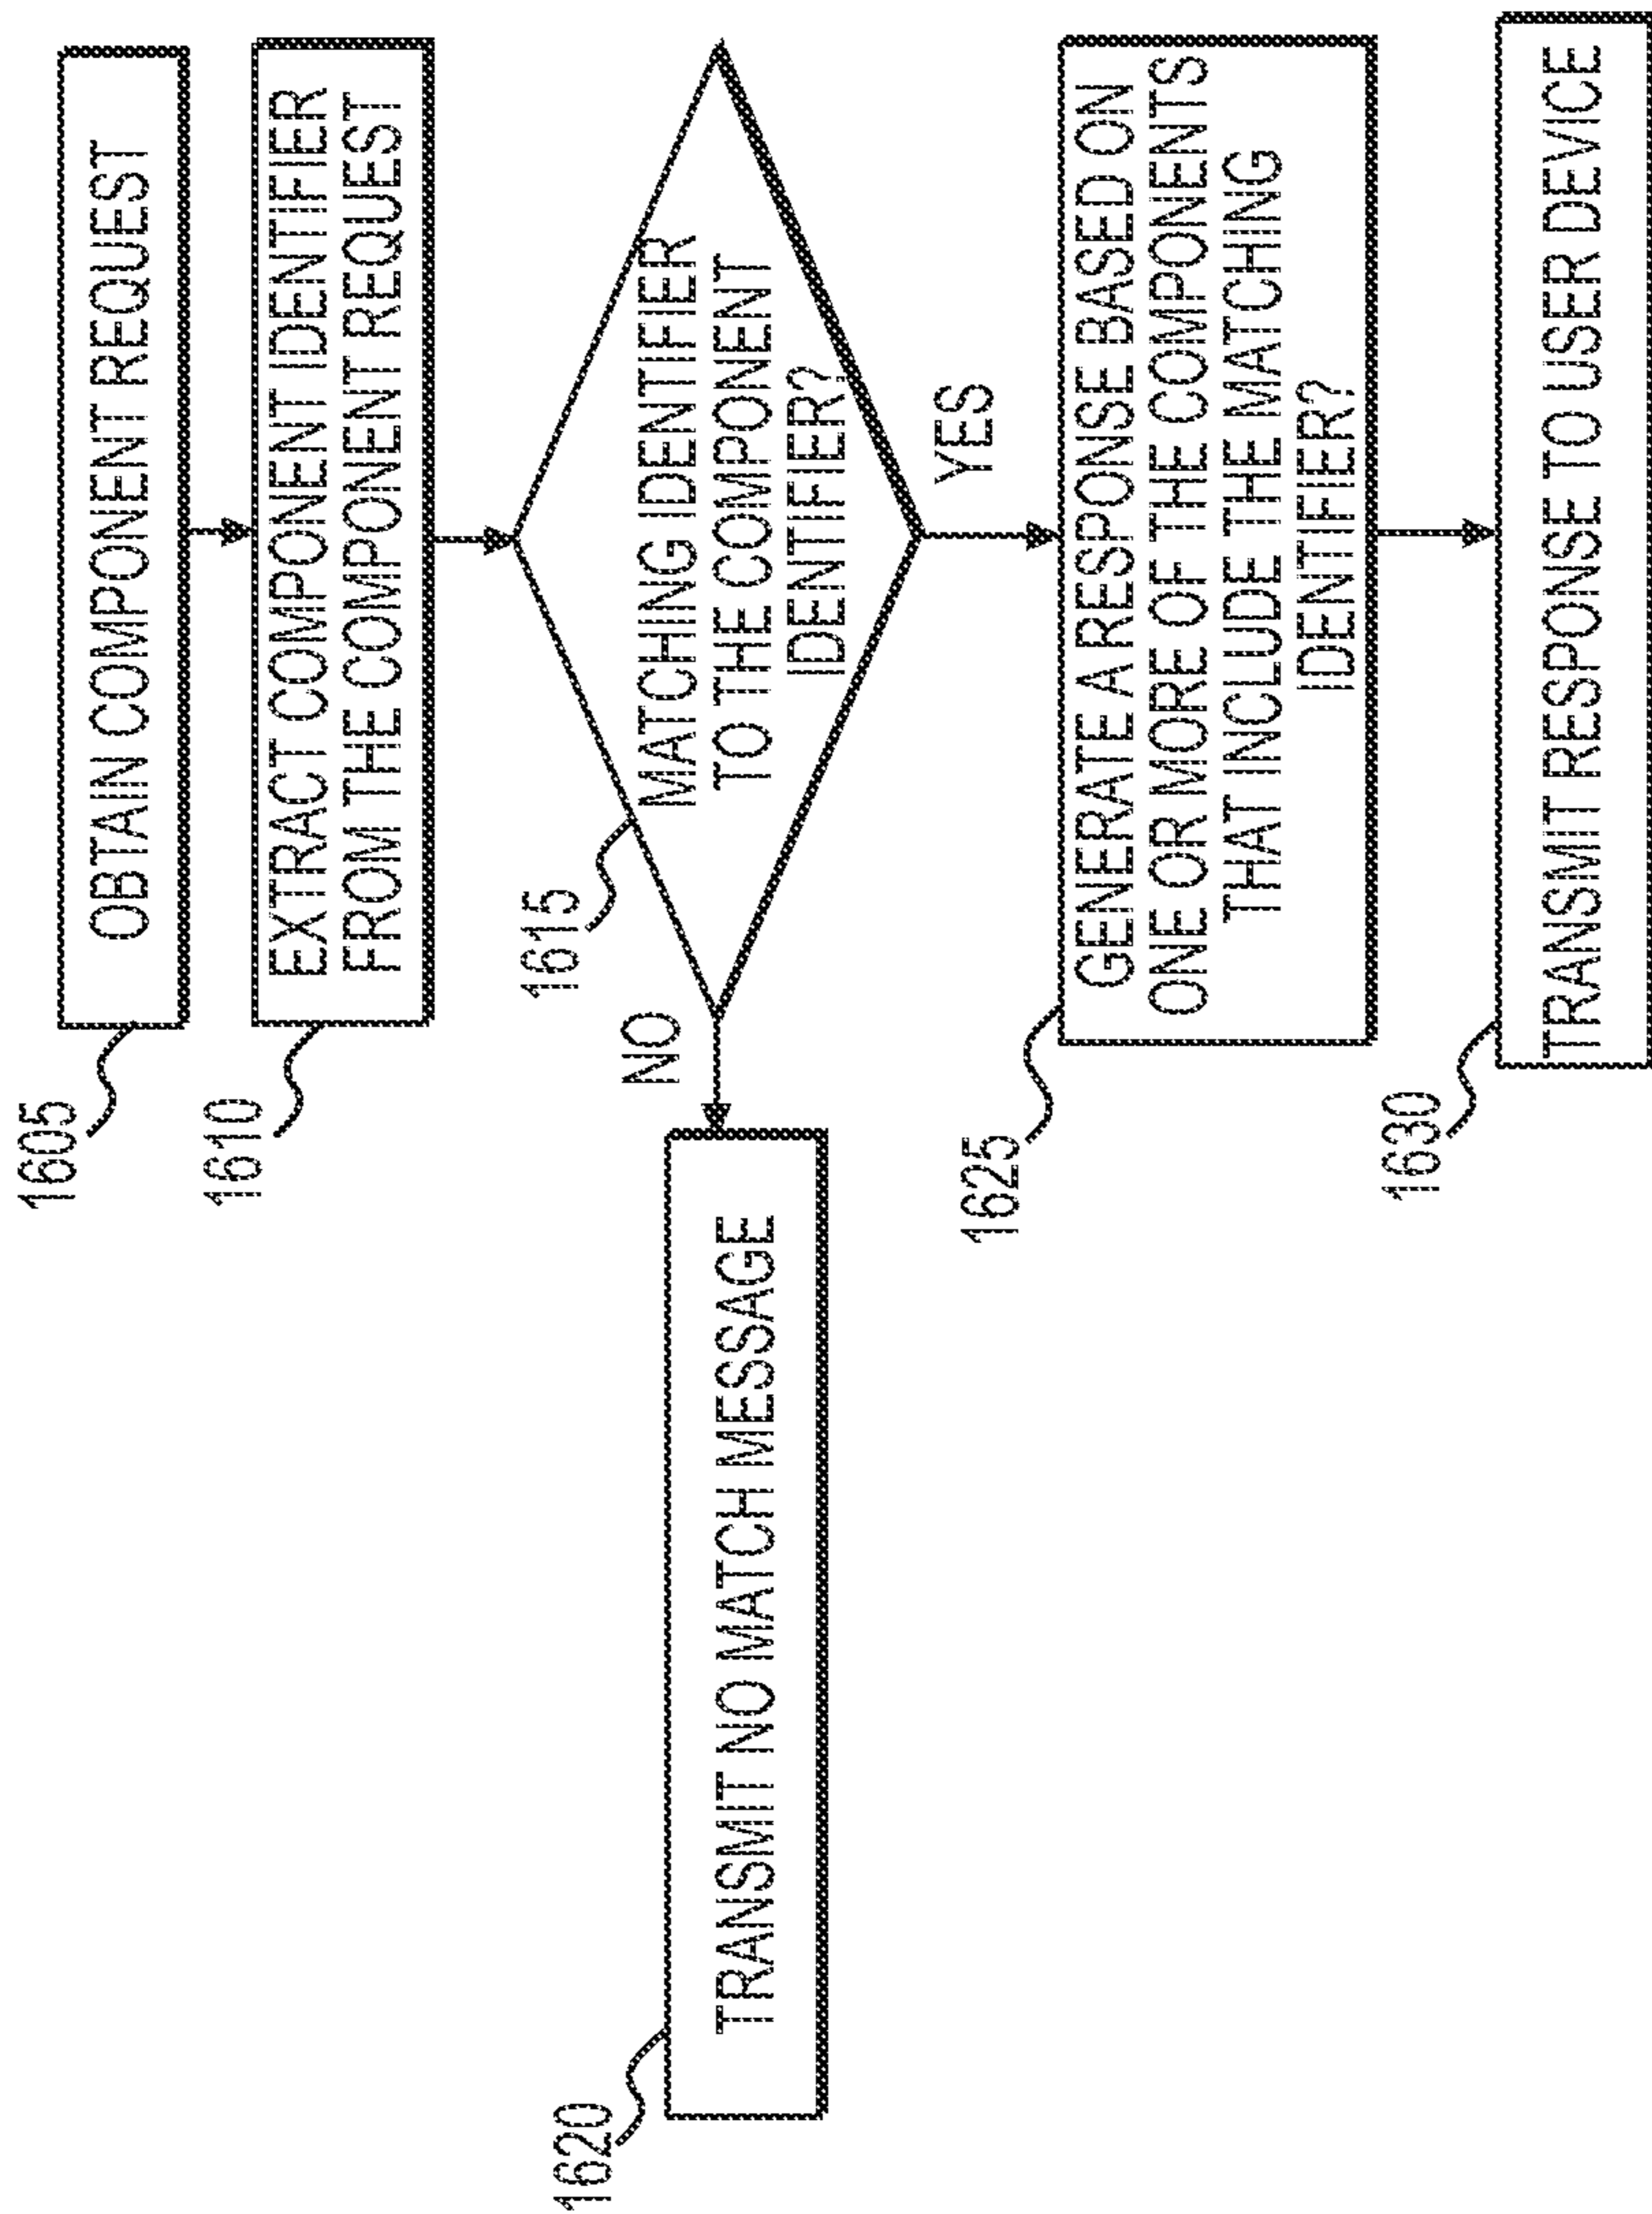 1605
OBTAIN COMPONENT REQUEST
1610
EXTRACT COMPONENT IDENTIFIER
FROM THE COMPONENT REQUEST
1615
MATCHING IDENTIFIER
TO THE COMPONENT
IDENTIFIER?
NO
1620
TRANSMIT NO MATCH MESSAGE
YES
1625
GENERATE A RESPONSE BASED ON
ONE OR MORE OF THE COMPONENTS
THAT INCLUDE THE MATCHING
IDENTIFIER?
1630
TRANSMIT RESPONSE TO USER DEVICE